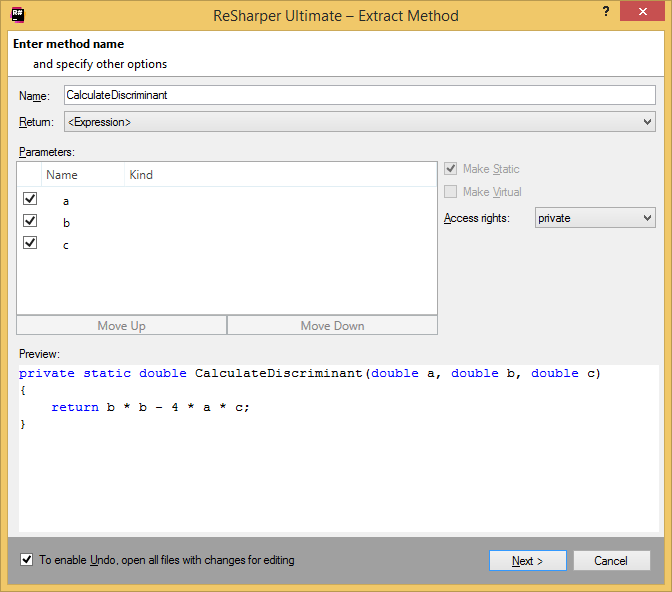 R#
ReSharper Ultimate – Extract Method
?
Enter method name
and specify other options
Name: CalculateDiscriminant
Return: <Expression>
Parameters:
Name Kind
Make Static
a
Make Virtual
b
Access rights: private
c
Move Up Move Down
Preview:
private static double CalculateDiscriminant(double a, double b, double c)
{
return b * b - 4 * a * c;
}
To enable Undo, open all files with changes for editing
Next > Cancel